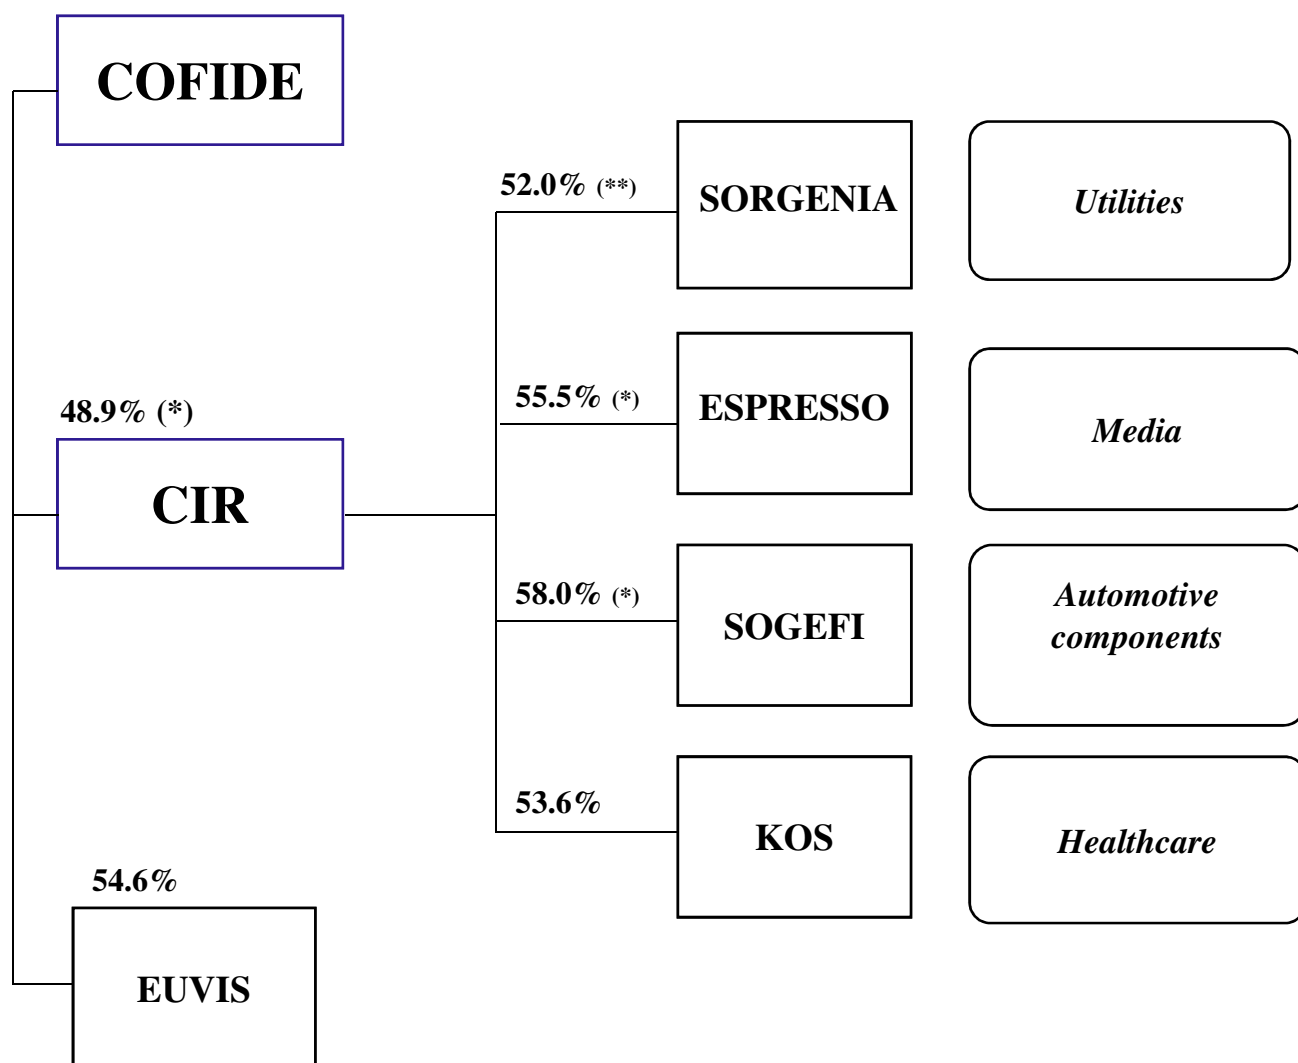 COFIDE
52.0% (**)
SORGENIA
Utilities
48.9% (*)
55.5% (*)
ESPRESSO
Media
CIR
58.0% (*)
SOGEFI
Automotive
components
53.6%
KOS
Healthcare
54.6%
EUVIS